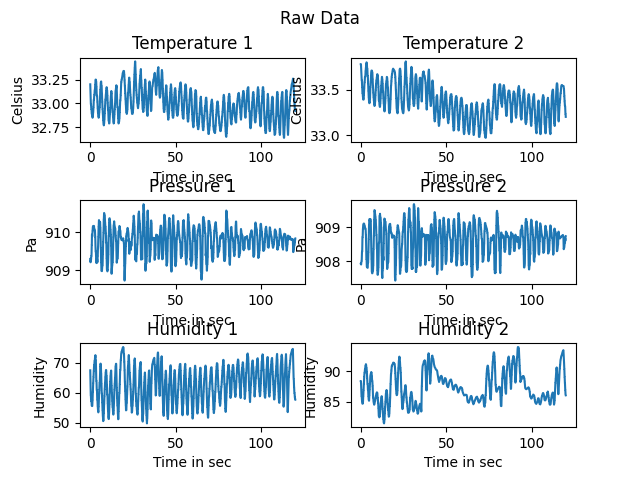 Raw Data
Temperature 1
Temperature 2
Celsius
33.25
33.00
32.75
0
50
100
Time in sec
Celsius
33.5
33.0
0
50
100
Time in sec
Pressure 1
Pressure 2
Pa
910
909
0
50
100
Time in sec
Pa
909
908
0
50
100
Time in sec
Humidity 1
Humidity 2
Humidity
70
60
50
0
50
100
Time in sec
Humidity
90
85
0
50
100
Time in sec